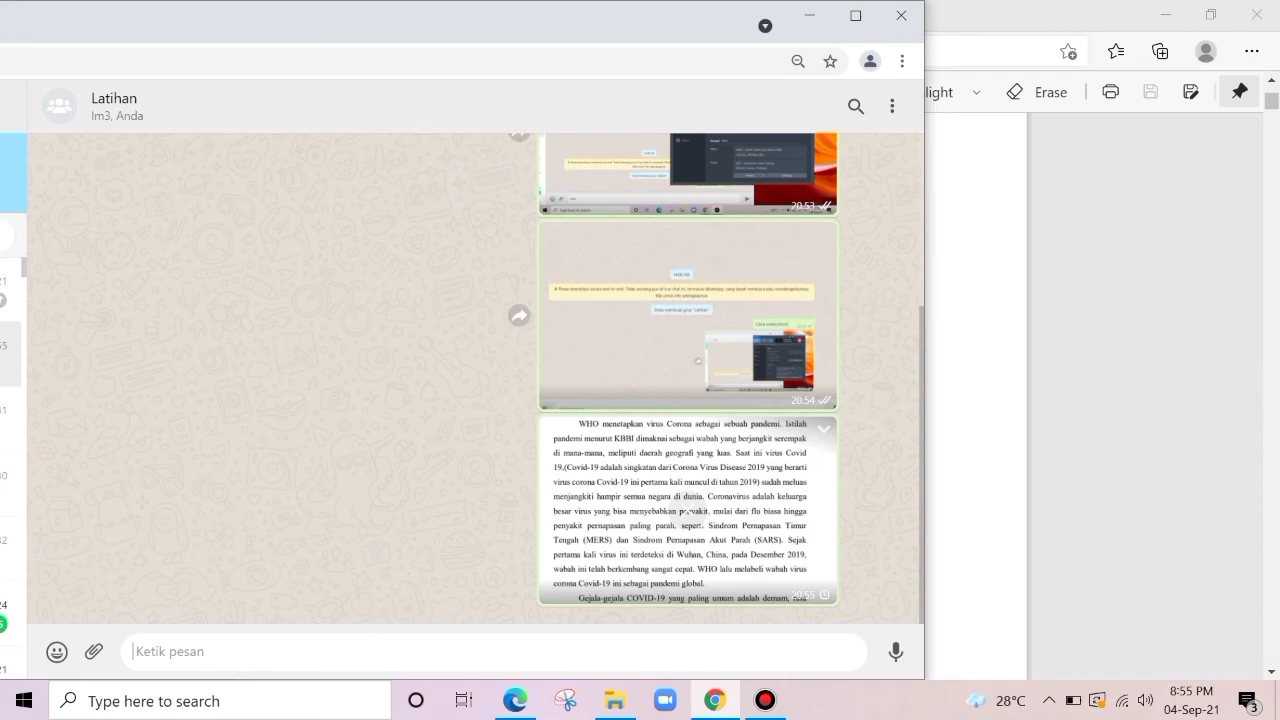 Latihan
Im3, Anda
light
Erase
20.53
20.54
WHO menetapkan virus Corona sebagai sebuah pandemi. Istilah
pandemi menurut KBBI dimaknai sebagai wabah yang berjangkit serempak
di mana-mana, meliputi daerah geografi yang luas. Saat ini virus Covid
19,(Covid-19 adalah singkatan dari Corona Virus Disease 2019 yang berarti
virus corona Covid-19 ini pertama kali muncul di tahun 2019) sudah meluas
menjangkiti hampir semua negara di dunia. Coronavirus adalah keluarga
besar virus yang bisa menyebabkan penyakit, mulai dari flu biasa hingga
penyakit pernapasan paling parah, seperti Sindrom Pernapasan Timur
Tengah (MERS) dan Sindrom Pernapasan Akut Parah (SARS). Sejak
pertama kali virus ini terdeteksi di Wuhan, China, pada Desember 2019,
wabah ini telah berkembang sangat cepat. WHO lalu melabeli wabah virus
corona Covid-19 ini sebagai pandemi global.
Gejala-gejala COVID-19 yang paling umum adalah demam,
20.55
Ketik pesan
Type here to search
28°C
8:55 PM
04-Sep-21
3